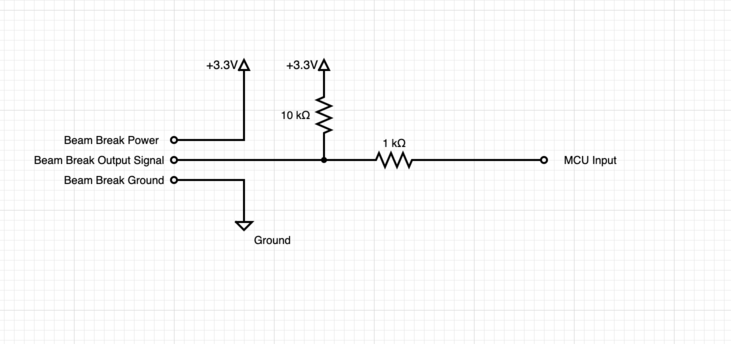 +3.3V
+3.3V
10 kΩ
1 kΩ
Beam Break Power
Beam Break Output Signal
MCU Input
Beam Break Ground
Ground